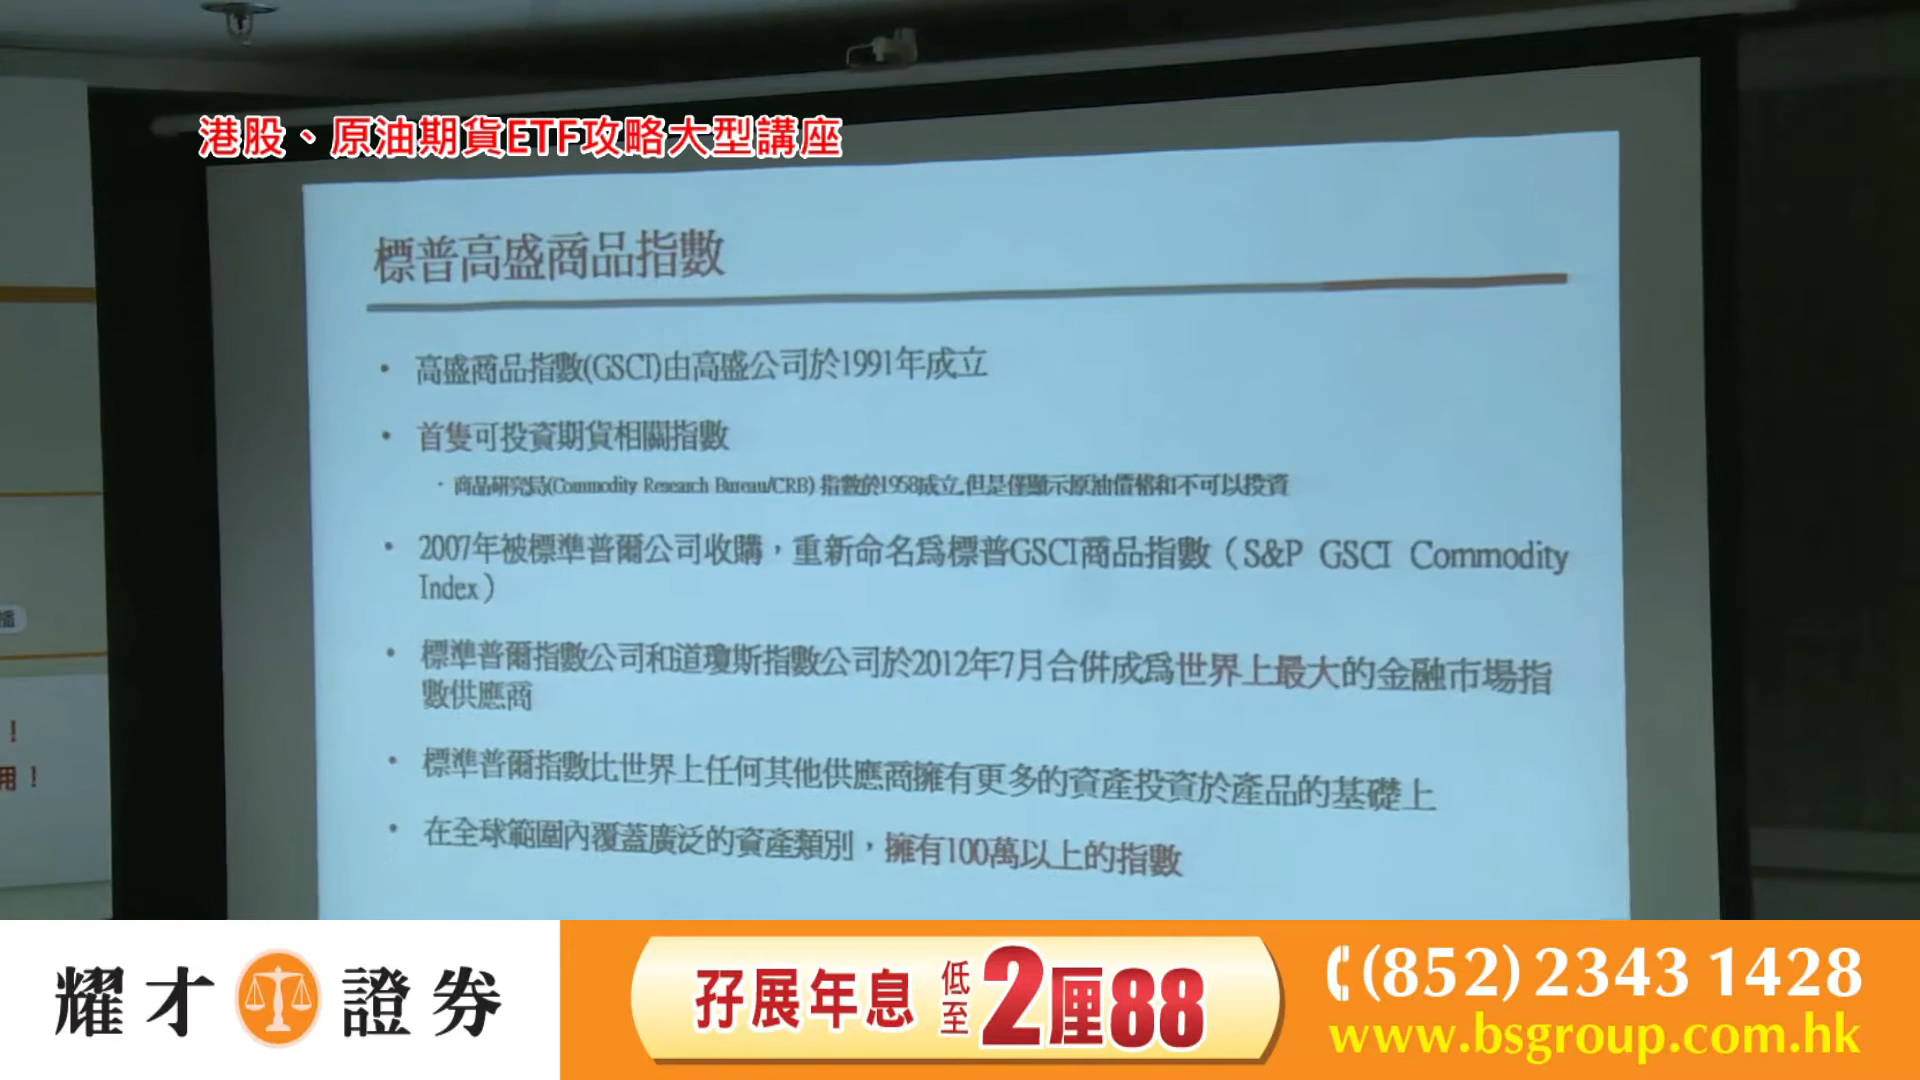 港股、原油期貨ETF攻略大型講座
標普高盛商品指數
• 高盛商品指數(GSCI)由高盛公司於1991年成立
• 首隻可投資期貨相關指數
· 商品研究局(Commodity Research Bureau/CRB) 指數於1958成立,但是僅顯示原油價格和不可以投資
• 2007年被標準普爾公司收購，重新命名爲標普GSCI商品指數（S&P GSCI Commodity
Index）
• 標準普爾指數公司和道瓊斯指數公司於2012年7月合併成爲世界上最大的金融市場指
數供應商
• 標準普爾指數比世界上任何其他供應商擁有更多的資產投資於產品的基礎上
• 在全球範圍內覆蓋廣泛的資產類別，擁有100萬以上的指數
播
！
用！
耀才證券
孖展年息 低至 2厘88
(852) 2343 1428
www.bsgroup.com.hk